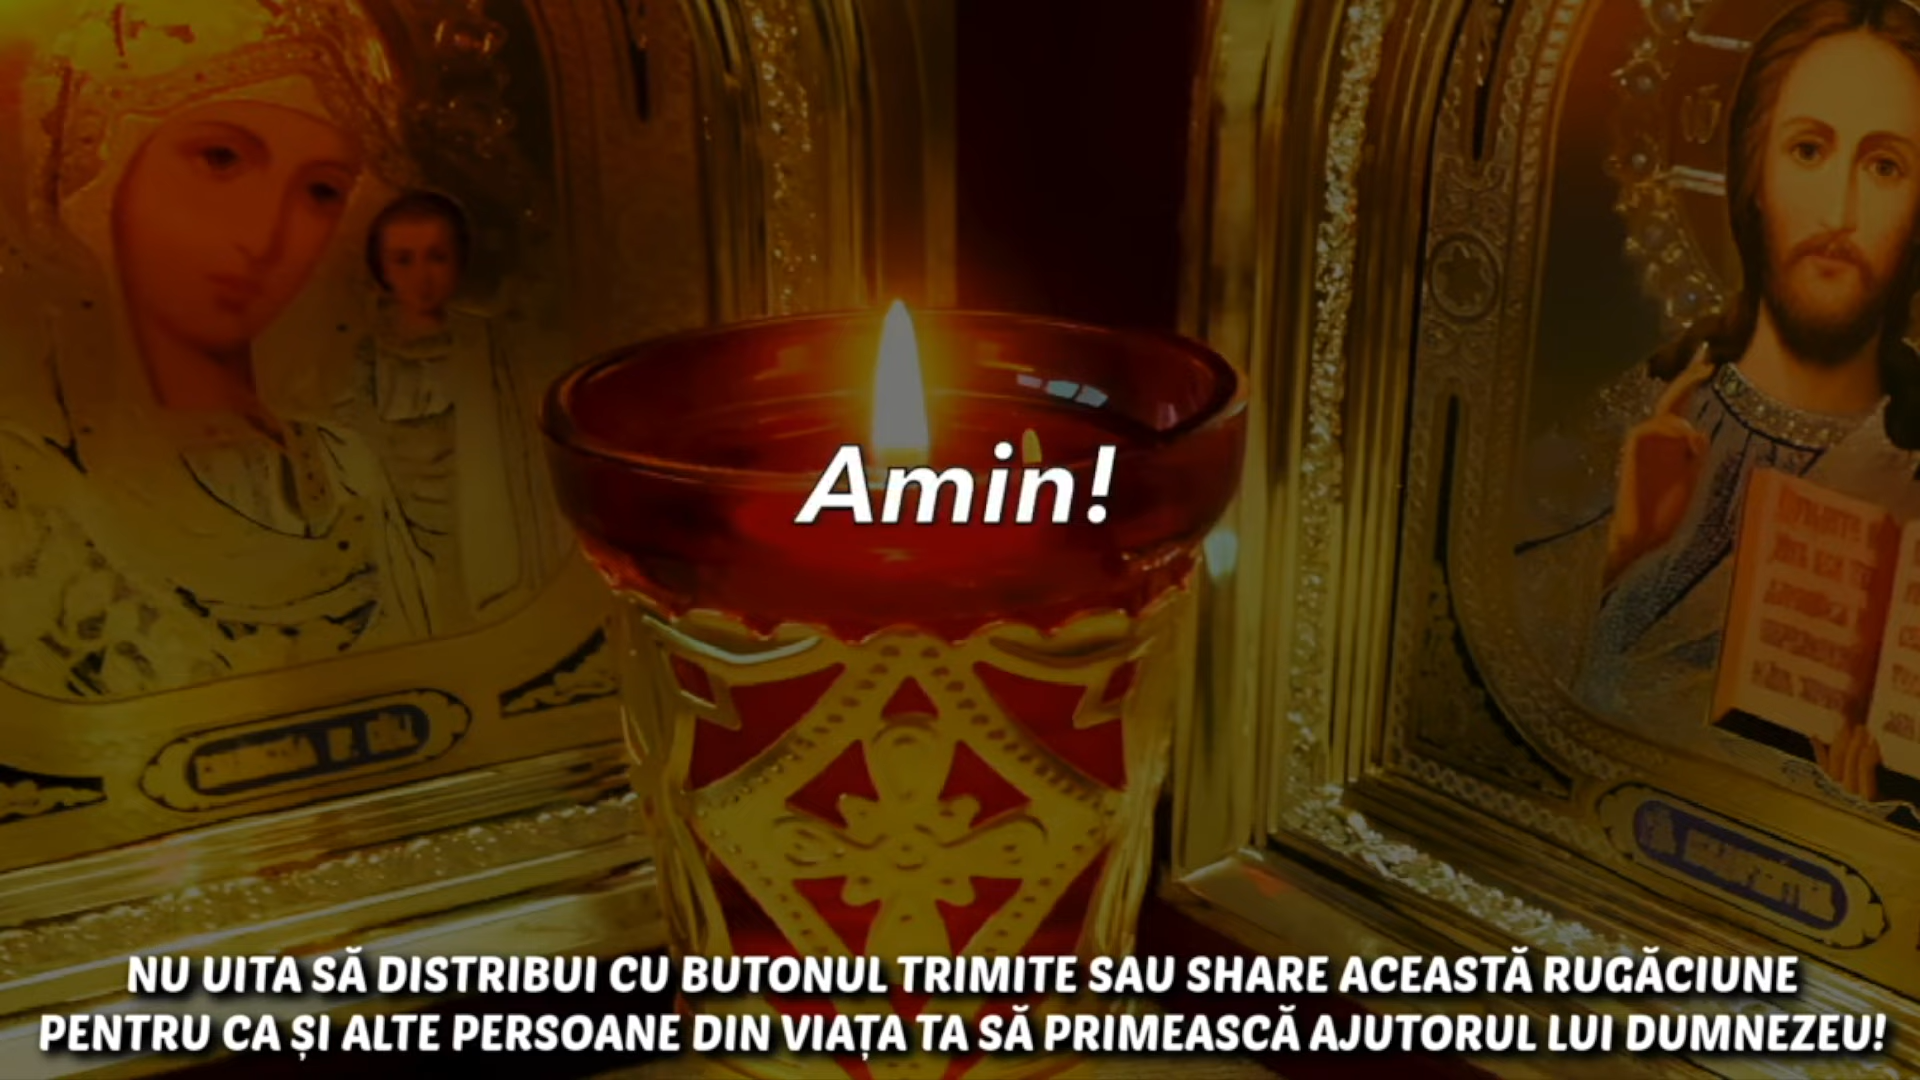 Amin!
NU UITA SĂ DISTRIBUI CU BUTONUL TRIMITE SAU SHARE ACEASTĂ RUGĂCIUNE
PENTRU CA ȘI ALTE PERSOANE DIN VIAȚA TA SĂ PRIMEASCĂ AJUTORUL LUI DUMNEZEU!